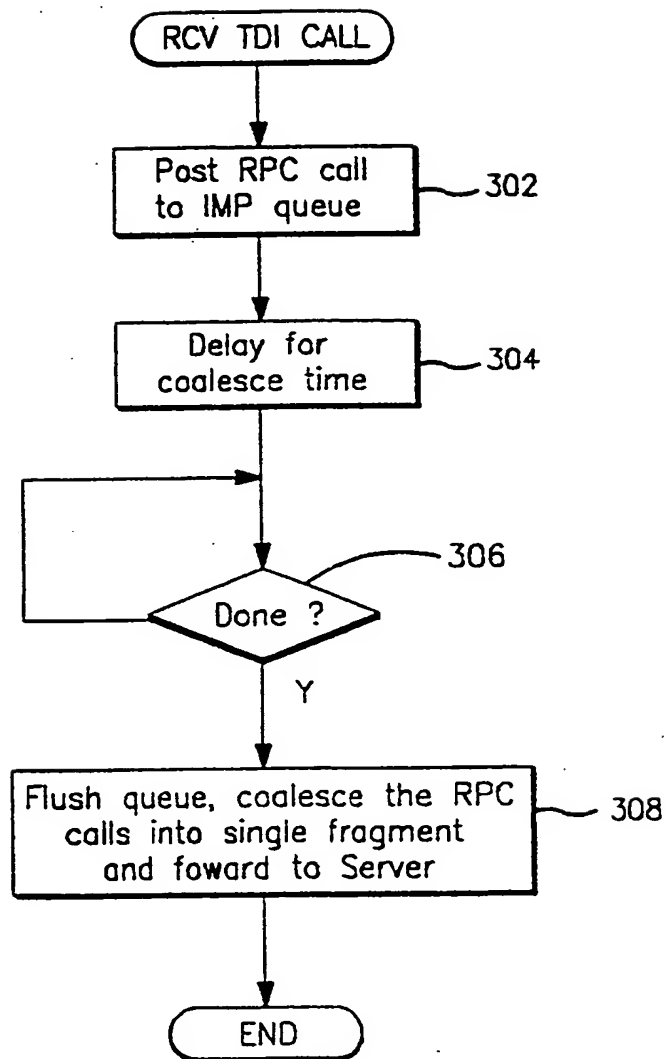 RCV TDI CALL
Post RPC call
to IMP queue
302
Delay for
coalesce time
304
306
Done ?
Y
Flush queue, coalesce the RPC
calls into single fragment
and foward to Server
308
END